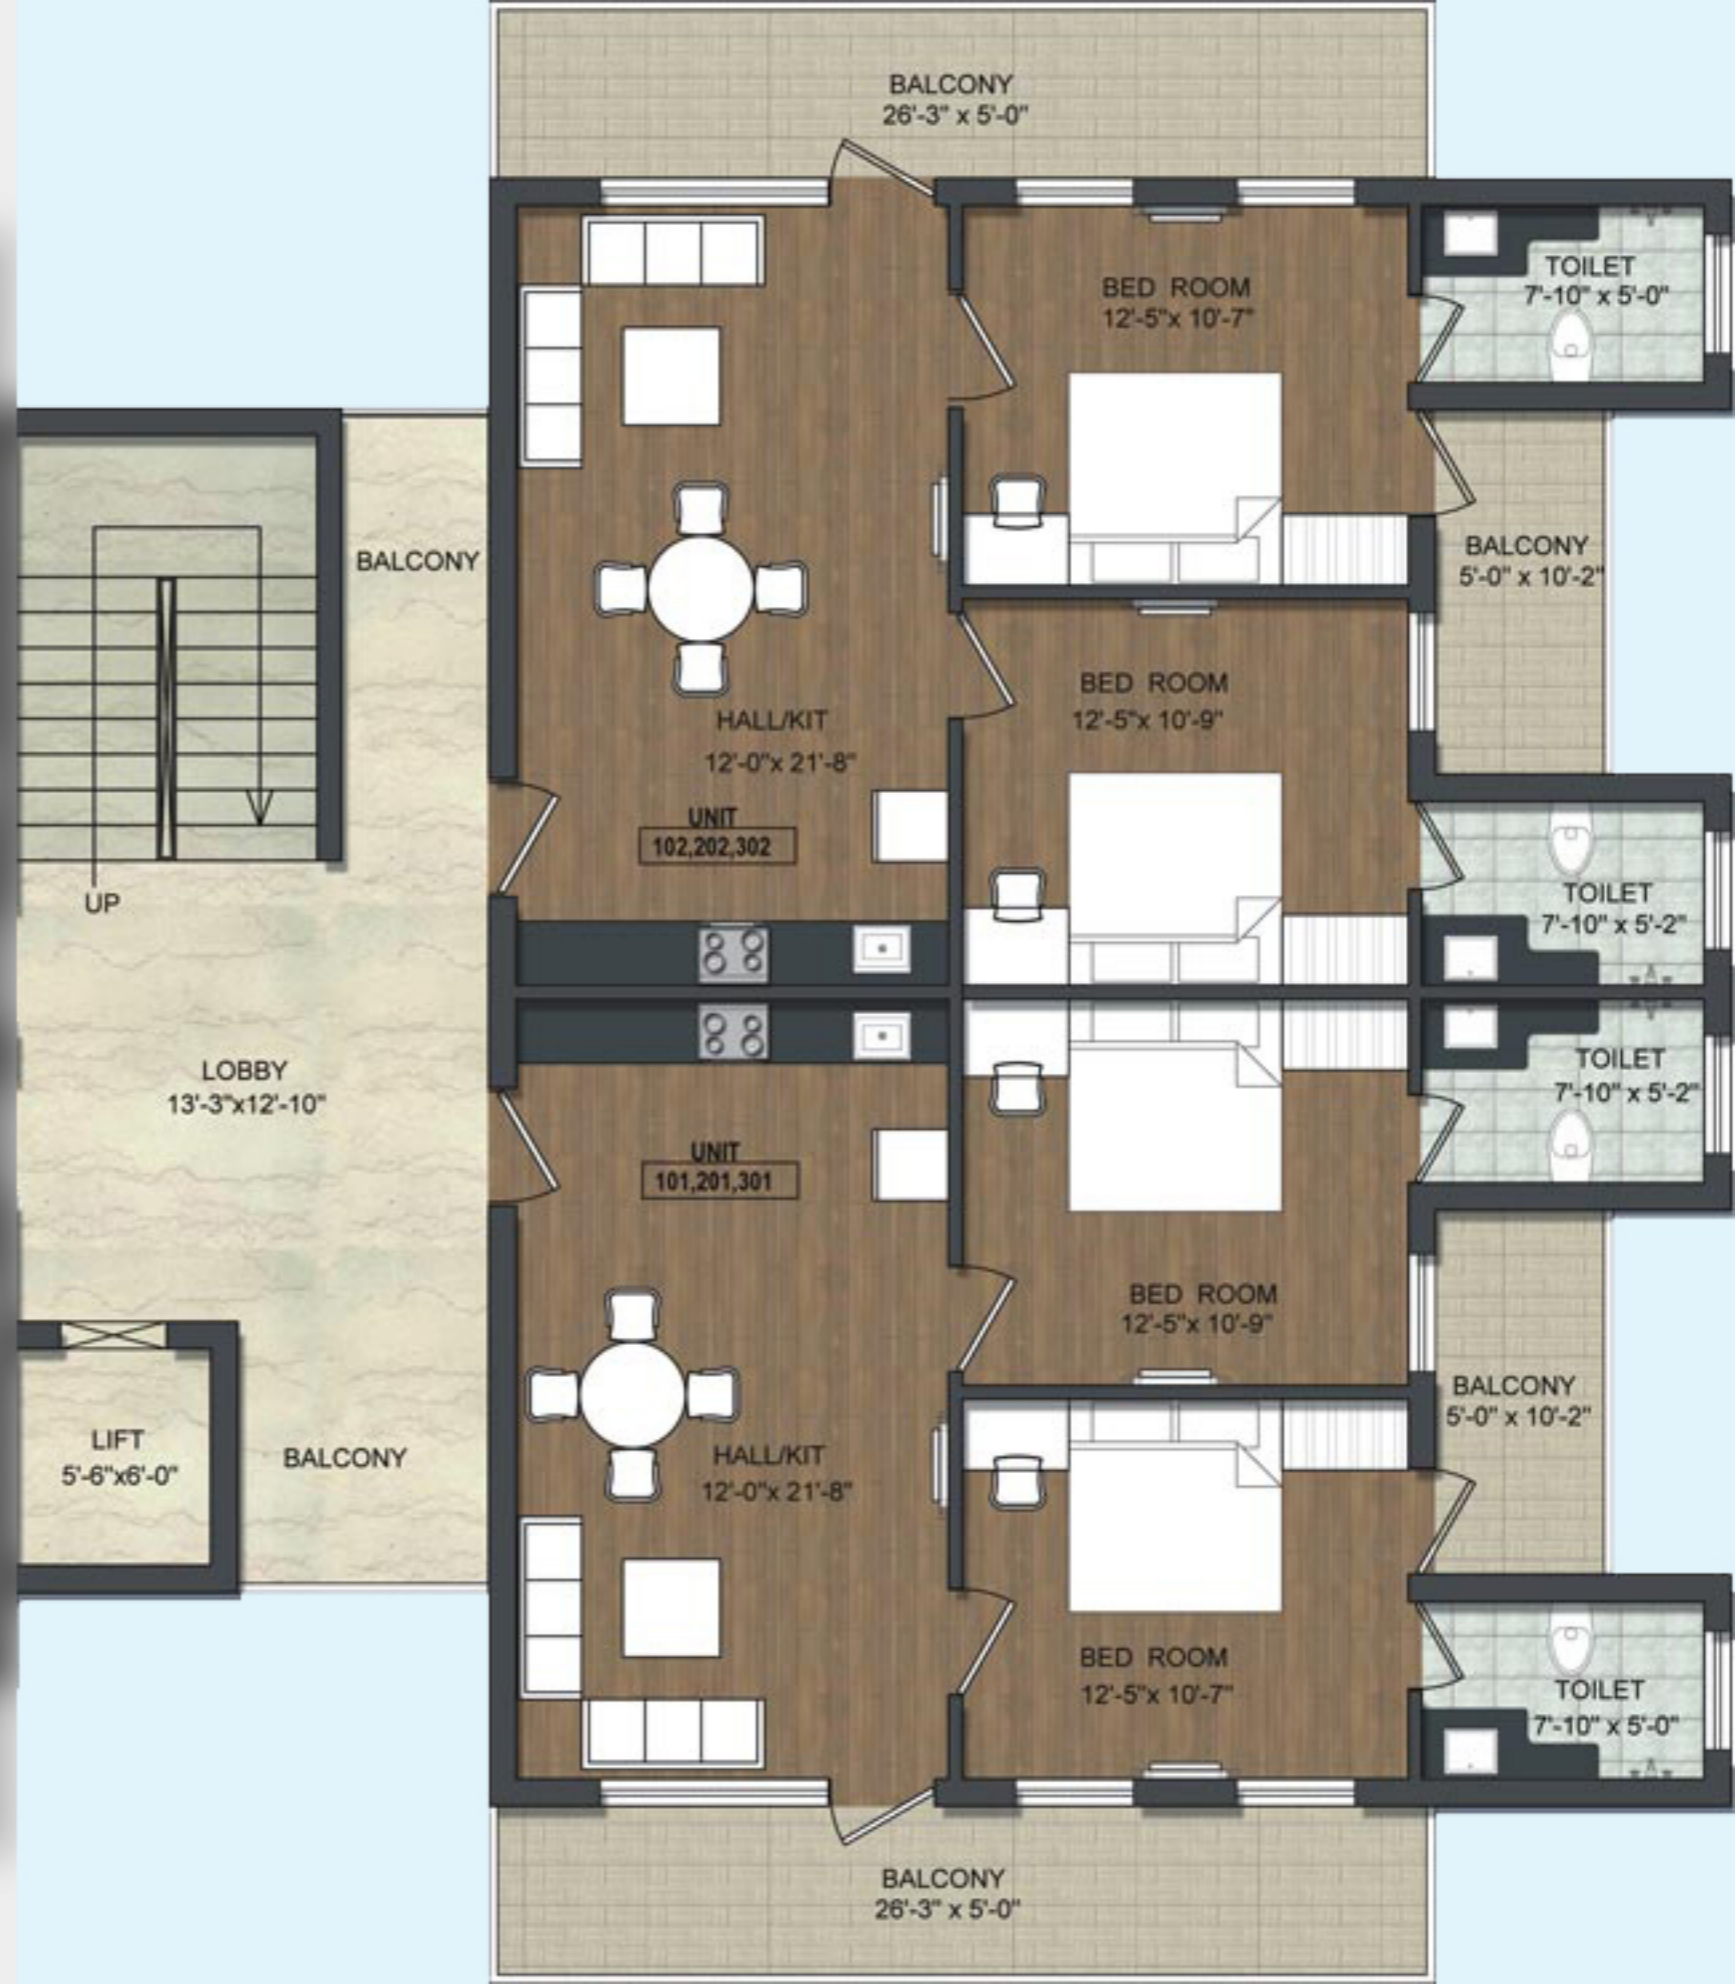 BALCONY
26'-3" x 5'-0"
BED ROOM
12'-5"x 10'-7"
TOILET
7'-10" x 5'-0"
BALCONY
BALCONY
5'-0" x 10'-2"
BED ROOM
12'-5"x 10'-9"
HALL/KIT
12'-0"x 21'-8"
UNIT
102,202,302
UP
TOILET
7'-10" x 5'-2"
LOBBY
13'-3"x12'-10"
TOILET
7'-10" x 5'-2"
UNIT
101,201,301
BED ROOM
12'-5"x 10'-9"
BALCONY
5'-0" x 10'-2"
LIFT
5'-6"x6'-0"
BALCONY
HALL/KIT
12'-0"x 21'-8"
BED ROOM
12'-5"x 10'-7"
TOILET
7'-10" x 5'-0"
BALCONY
26'-3" x 5'-0"